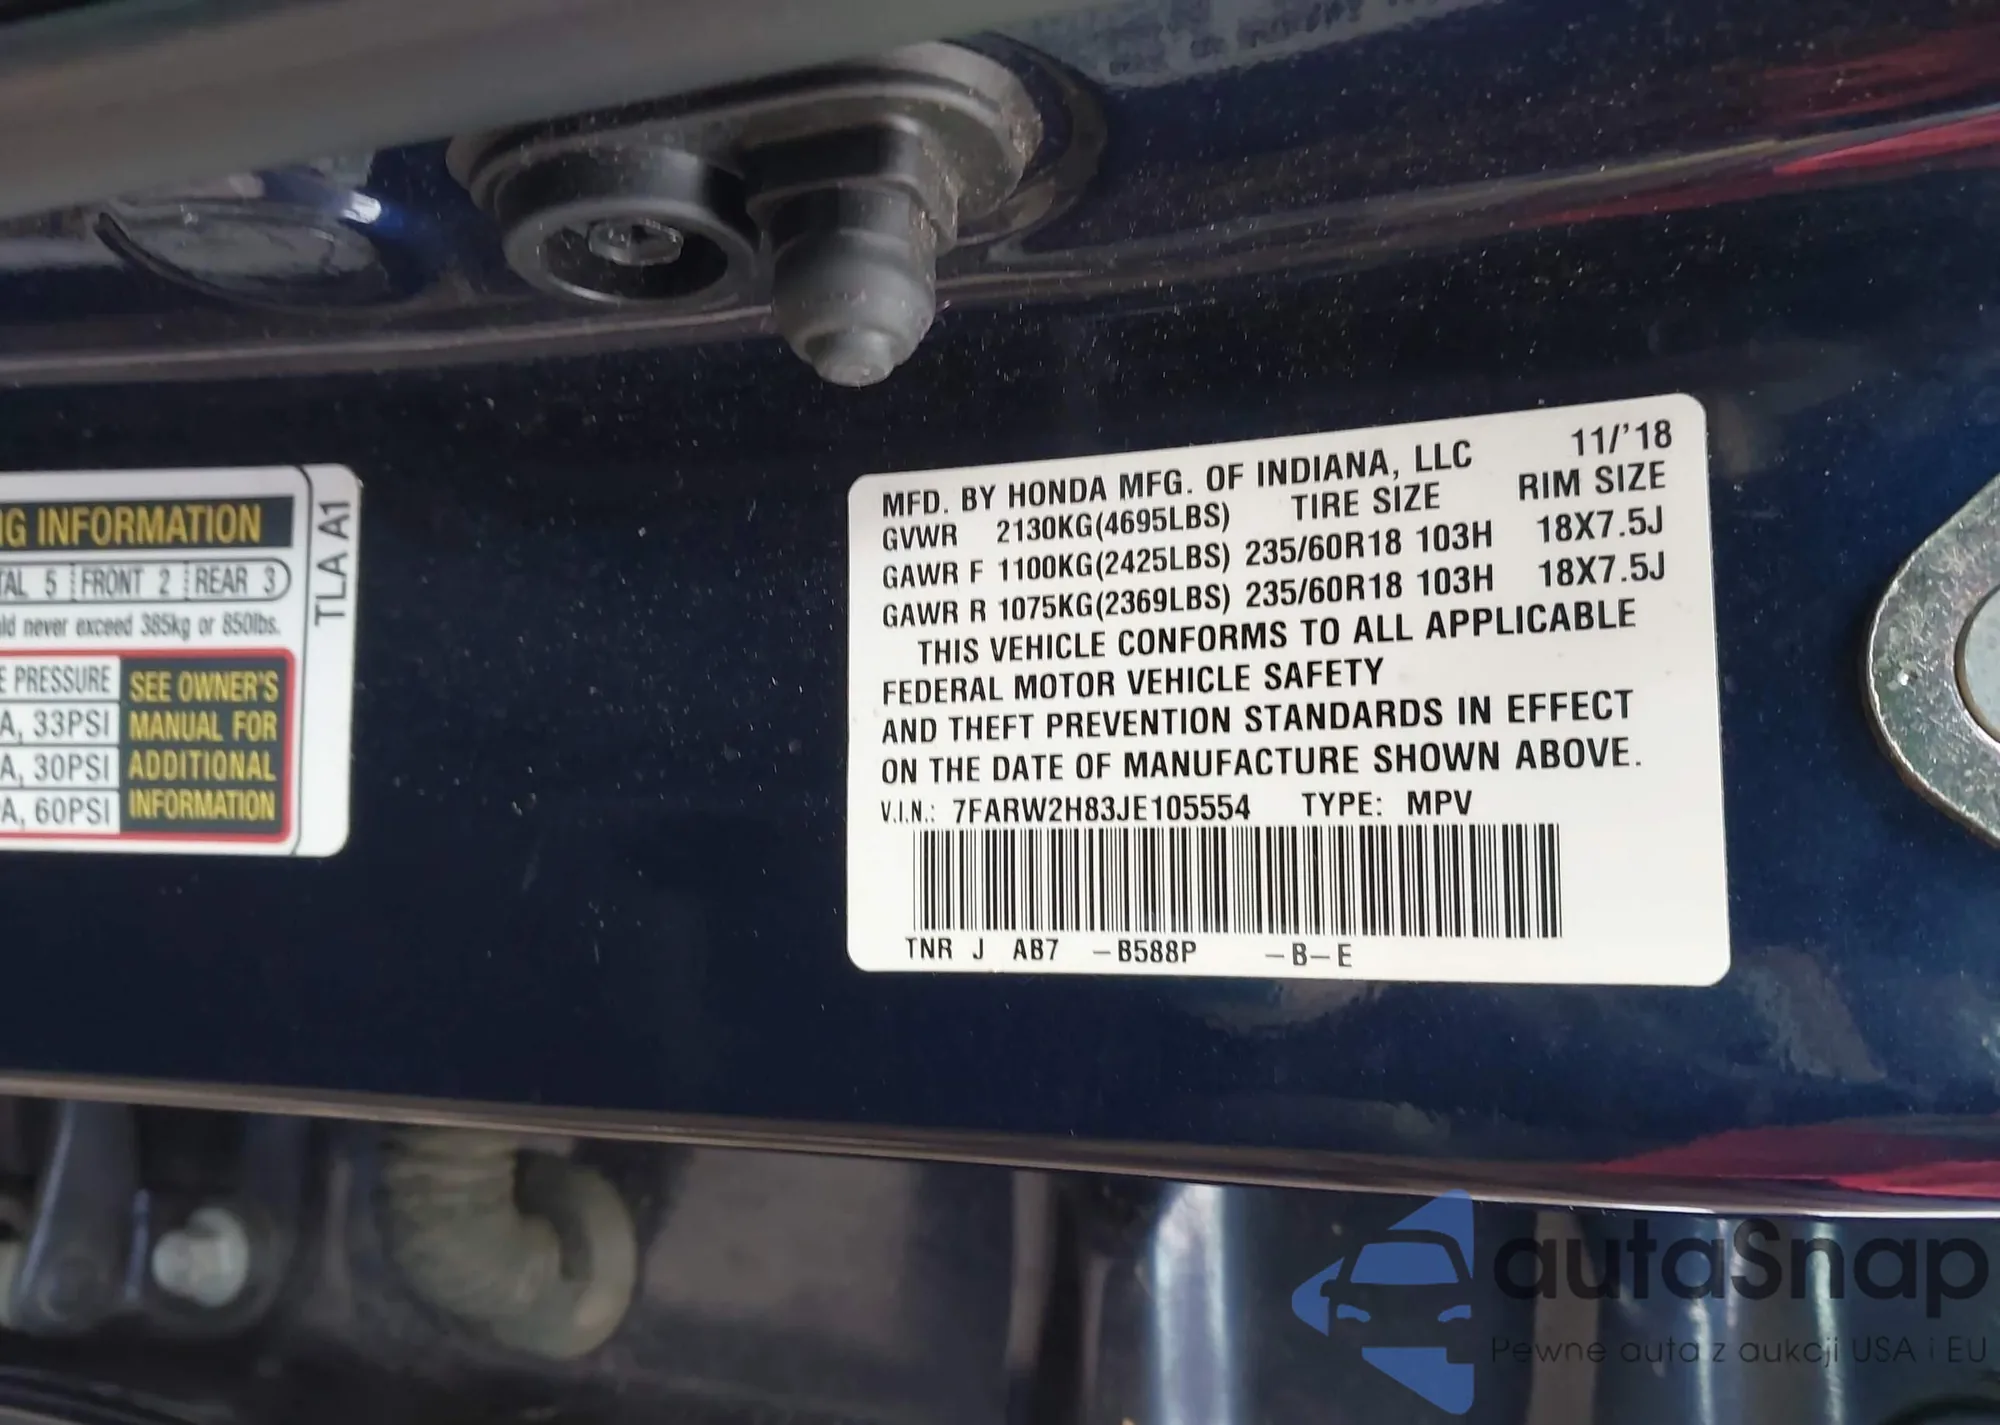 NG INFORMATION
TAL 5 FRONT 2 REAR 3
ld never exceed 385kg or 850lbs.
E PRESSURE
A, 33PSI
A, 30PSI
PA, 60PSI
SEE OWNER'S
MANUAL FOR
ADDITIONAL
INFORMATION
TLA A1
MFD. BY HONDA MFG. OF INDIANA, LLC 11/'18
GVWR 2130KG(4695LBS) TIRE SIZE RIM SIZE
GAWR F 1100KG(2425LBS) 235/60R18 103H 18X7.5J
GAWR R 1075KG(2369LBS) 235/60R18 103H 18X7.5J
THIS VEHICLE CONFORMS TO ALL APPLICABLE
FEDERAL MOTOR VEHICLE SAFETY
AND THEFT PREVENTION STANDARDS IN EFFECT
ON THE DATE OF MANUFACTURE SHOWN ABOVE.
V.I.N.: 7FARW2H83JE105554 TYPE: MPV
TNR J AB7 -B588P -B-E
autaSnap
Pewne auta z aukcji USA i EU